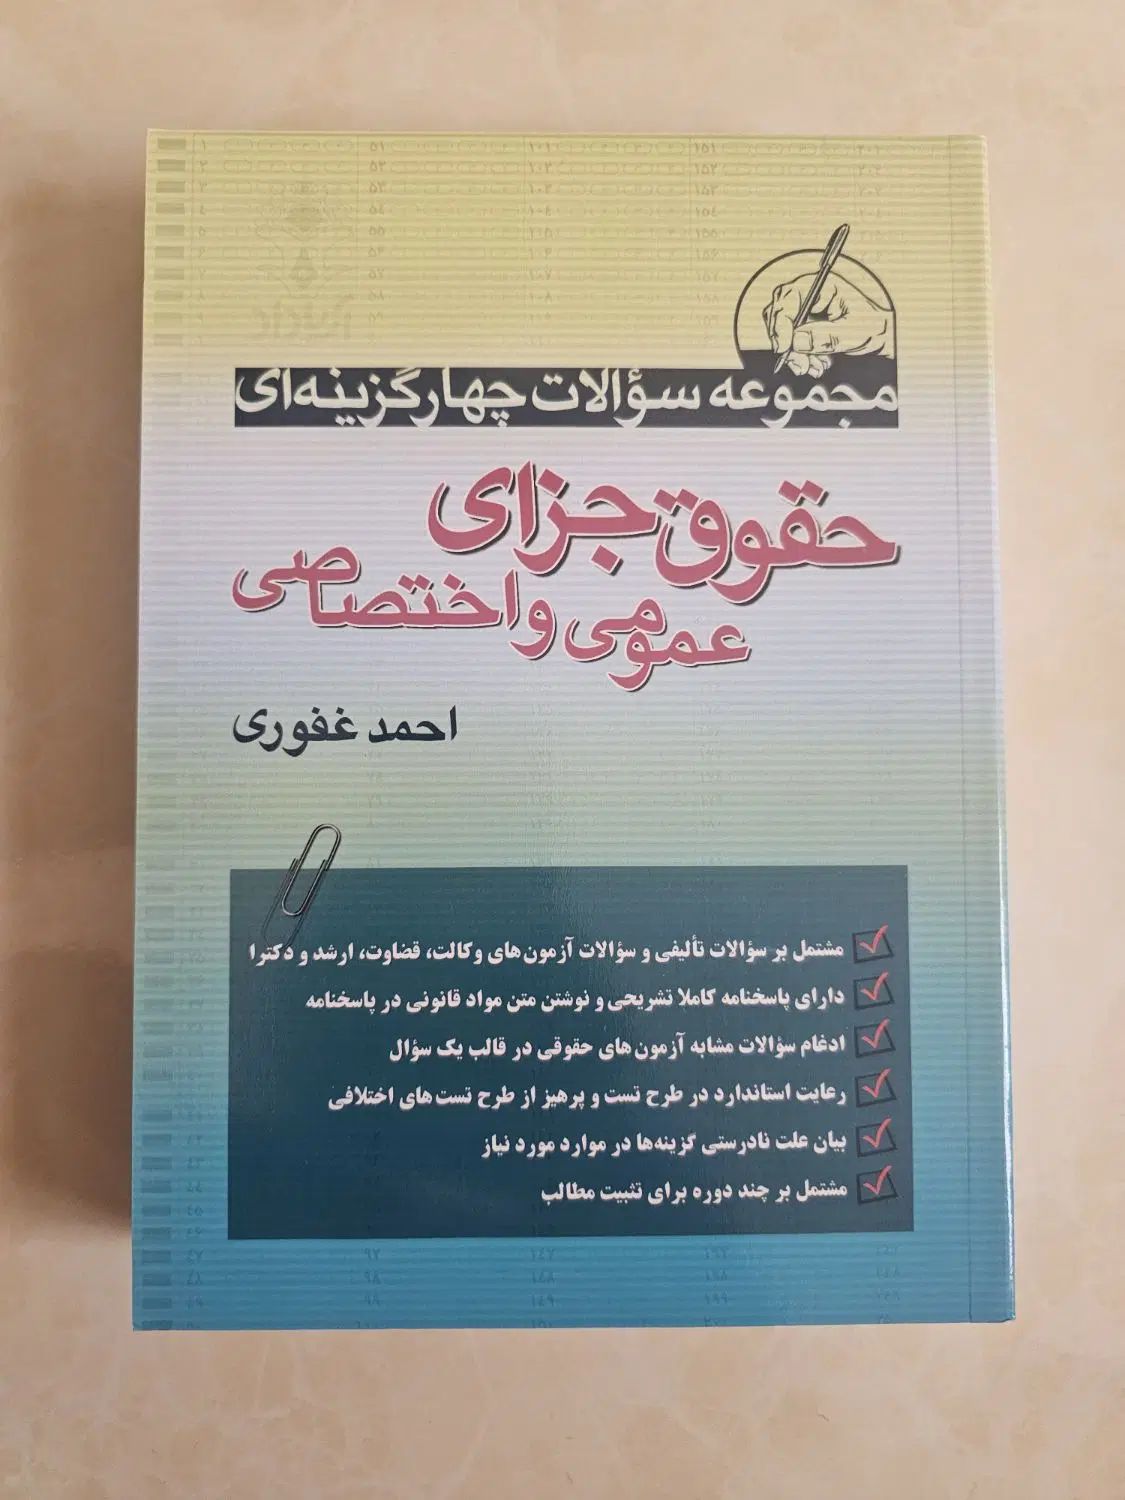 مجموعه سؤالات چهارگزینه‌ای
حقوق جزای
عمومی و اختصاصی
احمد غفوری
مشتمل بر سؤالات تألیفی و سؤالات آزمون‌های وکالت، قضاوت، ارشد و دکترا
دارای پاسخنامه کاملا تشریحی و نوشتن متن مواد قانونی در پاسخنامه
ادغام سؤالات مشابه آزمون‌های حقوقی در قالب یک سؤال
رعایت استاندارد در طرح تست و پرهیز از طرح تست‌های اختلافی
بیان علت نادرستی گزینه‌ها در موارد مورد نیاز
مشتمل بر چند دوره برای تثبیت مطالب